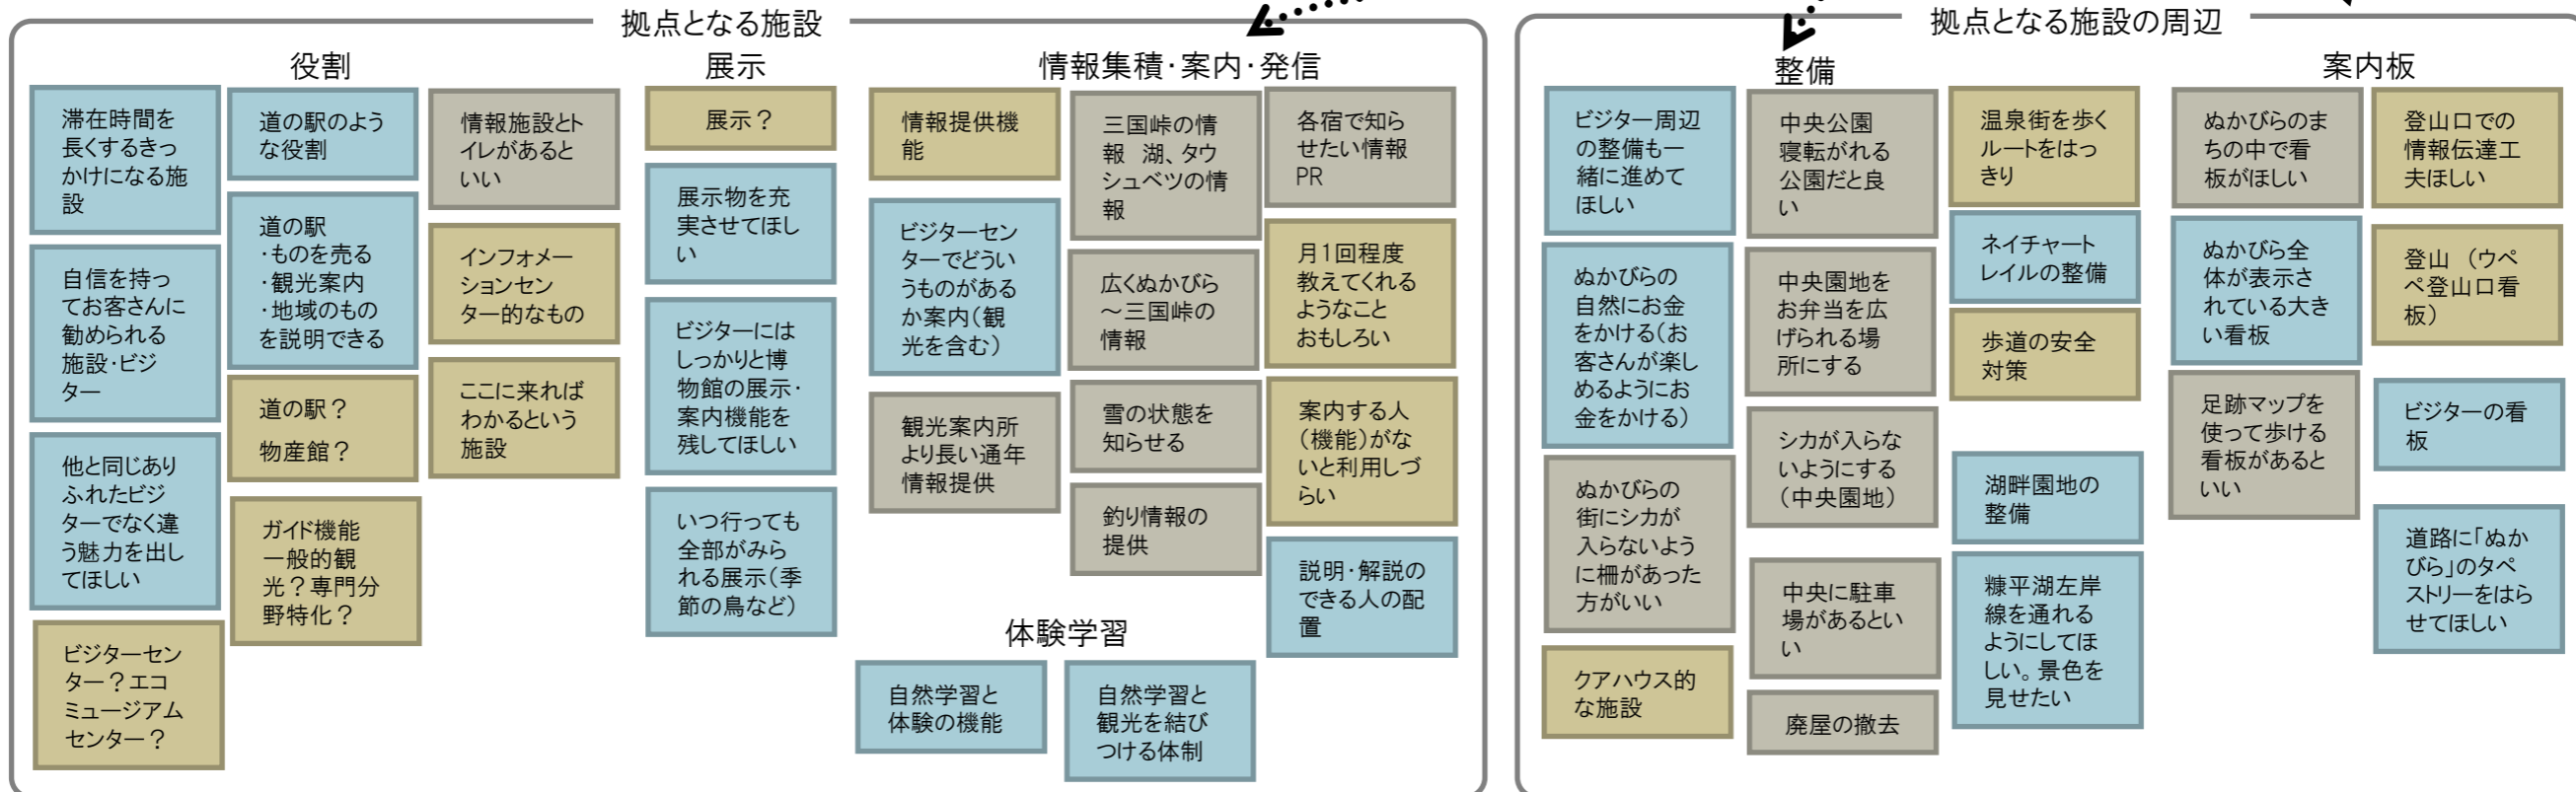 拠点となる施設
役割
滞在時間を
長くするきっ
かけになる施
設
自信を持っ
てお客さんに
勧められる
施設・ビジ
ター
他と同じあり
ふれたビジ
ターでなく違
う魅力を出し
てほしい
ビジターセン
ター？エコ
ミュージアム
センター？
道の駅のよう
な役割
道の駅
・ものを売る
・観光案内
・地域のもの
を説明できる
道の駅？
物産館？
ガイド機能
一般的観
光？専門分
野特化？
情報施設とト
イレがあると
いい
インフォメー
ションセン
ター的なもの
ここに来れば
わかるという
施設
展示
展示？
展示物を充
実させてほし
い
ビジターには
しっかりと博
物館の展示・
案内機能を
残してほしい
いつ行っても
全部がみら
れる展示（季
節の鳥など）
情報集積・案内・発信
情報提供機
能
ビジターセン
ターでどうい
うものがある
か案内（観
光を含む）
観光案内所
より長い通年
情報提供
三国峠の情
報　湖、タウ
シュベツの情
報
広くぬかびら
～三国峠の
情報
雪の状態を
知らせる
釣り情報の
提供
各宿で知ら
せたい情報
PR
月1回程度
教えてくれる
ようなこと
おもしろい
案内する人
（機能）がな
いと利用しづ
らい
説明・解説の
できる人の配
置
体験学習
自然学習と
体験の機能
自然学習と
観光を結び
つける体制
拠点となる施設の周辺
整備
ビジター周辺
の整備も一
緒に進めて
ほしい
ぬかびらの
自然にお金
をかける（お
客さんが楽し
めるようにお
金をかける）
ぬかびらの
街にシカが
入らないよう
に柵があった
方がいい
クアハウス的
な施設
中央公園
寝転がれる
公園だと良
い
中央園地を
お弁当を広
げられる場
所にする
シカが入らな
いようにする
（中央園地）
中央に駐車
場があるとい
い
廃屋の撤去
温泉街を歩く
ルートをはっ
きり
ネイチャート
レイルの整備
歩道の安全
対策
湖畔園地の
整備
糠平湖左岸
線を通れる
ようにしてほ
しい。景色を
見せたい
案内板
ぬかびらのま
ちの中で看
板がほしい
ぬかびら全
体が表示さ
れている大き
い看板
足跡マップを
使って歩ける
看板があると
いい
登山口での
情報伝達工
夫ほしい
登山　（ウペ
ペ登山口看
板）
ビジターの看
板
道路に「ぬか
びら」のタペ
ストリーをはら
せてほしい